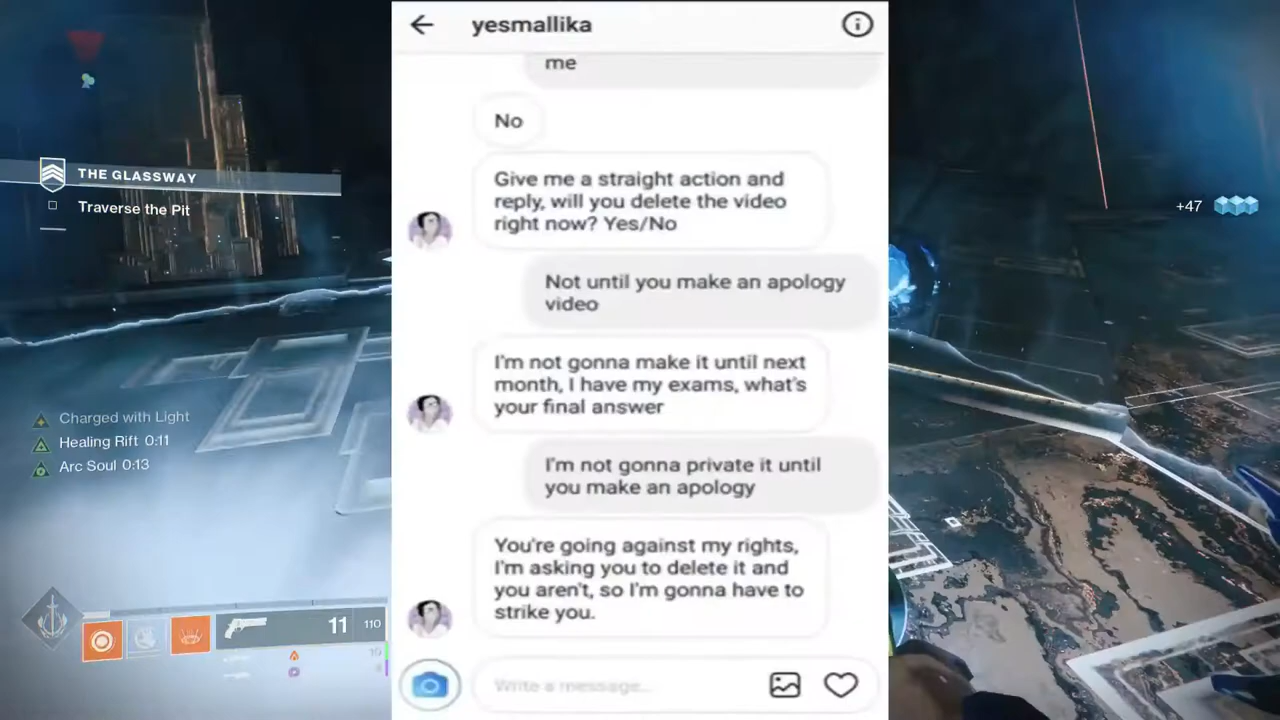 yesmallika
me
No
Give me a straight action and
reply, will you delete the video
right now? Yes/No
Not until you make an apology
video
I'm not gonna make it until next
month, I have my exams, what's
your final answer
I'm not gonna private it until
you make an apology
You're going against my rights,
I'm asking you to delete it and
you aren't, so I'm gonna have to
strike you.
Write a message...
THE GLASSWAY
Traverse the Pit
Charged with Light
Healing Rift 0:11
Arc Soul 0:13
11 110
+47